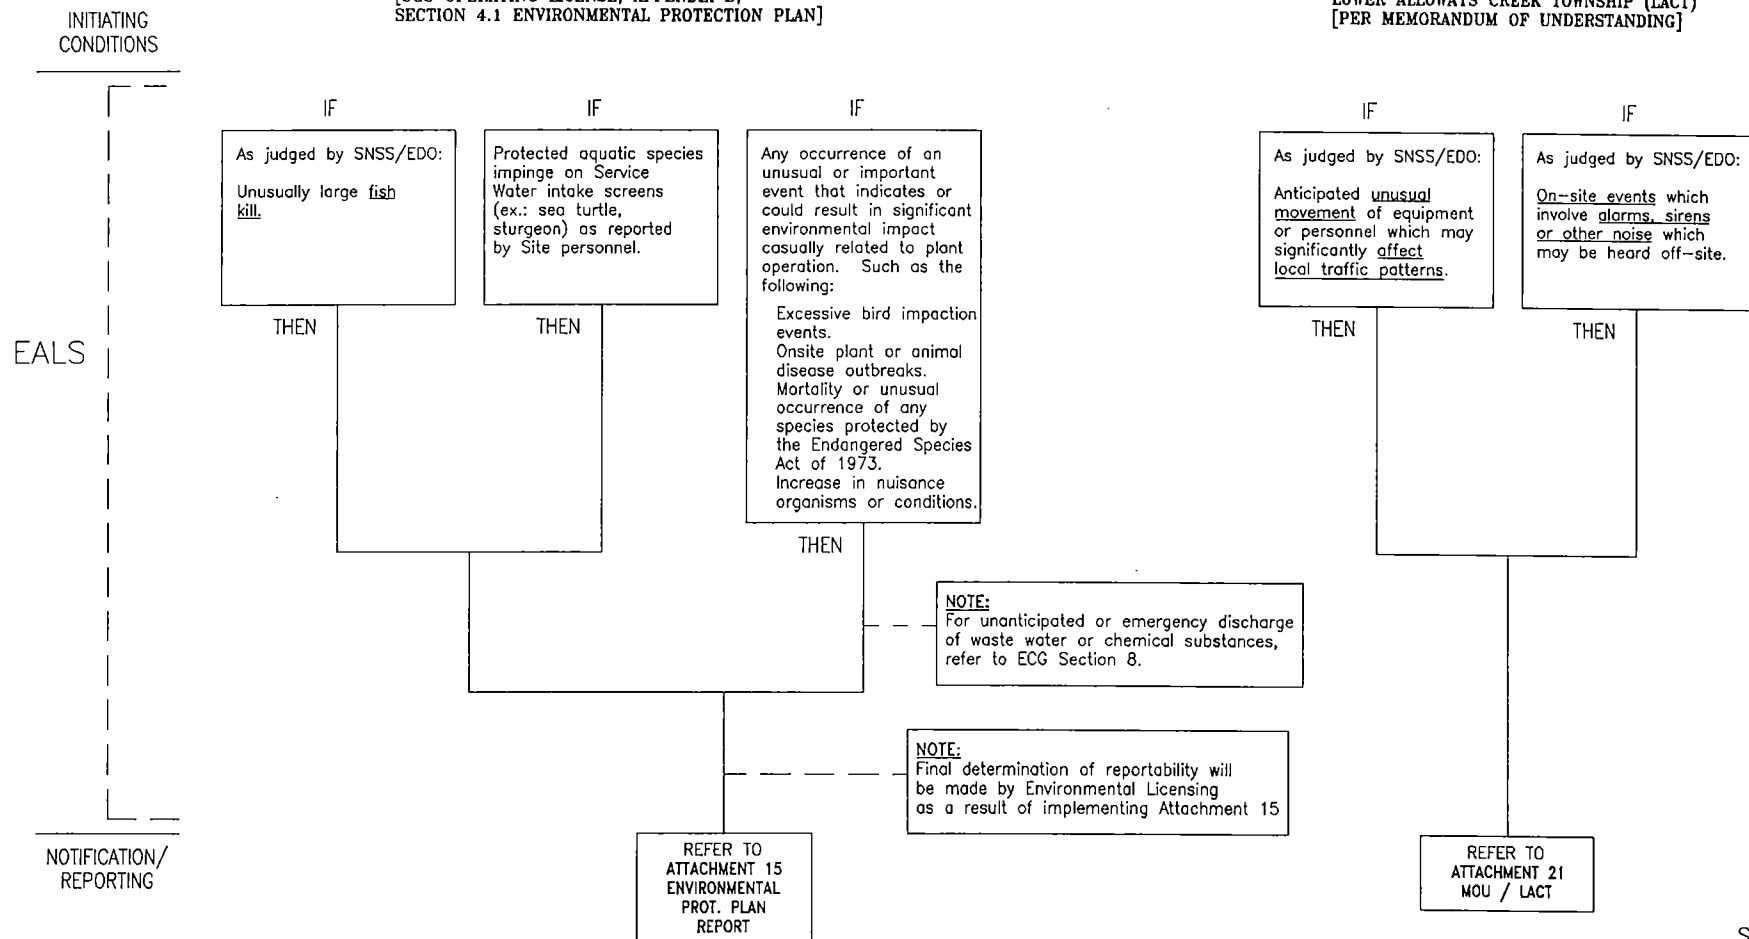 SECTION 4.1 ENVIRONMENTAL PROTECTION PLAN]
LOWER ALLOWAYS CREEK TOWNSHIP (LACT)
[PER MEMORANDUM OF UNDERSTANDING]
INITIATING
CONDITIONS
EALS
IF
As judged by SNSS/EDO:
Unusually large fish
kill.
THEN
IF
Protected aquatic species
impinge on Service
Water intake screens
(ex.: sea turtle,
sturgeon) as reported
by Site personnel.
THEN
IF
Any occurrence of an
unusual or important
event that indicates or
could result in significant
environmental impact
casually related to plant
operation. Such as the
following:
Excessive bird impaction
events.
Onsite plant or animal
disease outbreaks.
Mortality or unusual
occurrence of any
species protected by
the Endangered Species
Act of 1973.
Increase in nuisance
organisms or conditions.
THEN
NOTE:
For unanticipated or emergency discharge
of waste water or chemical substances,
refer to ECG Section 8.
NOTE:
Final determination of reportability will
be made by Environmental Licensing
as a result of implementing Attachment 15
IF
As judged by SNSS/EDO:
Anticipated unusual
movement of equipment
or personnel which may
significantly affect
local traffic patterns.
THEN
IF
As judged by SNSS/EDO:
On-site events which
involve alarms, sirens
or other noise which
may be heard off-site.
THEN
NOTIFICATION/
REPORTING
REFER TO
ATTACHMENT 15
ENVIRONMENTAL
PROT. PLAN
REPORT
REFER TO
ATTACHMENT 21
MOU / LACT
S